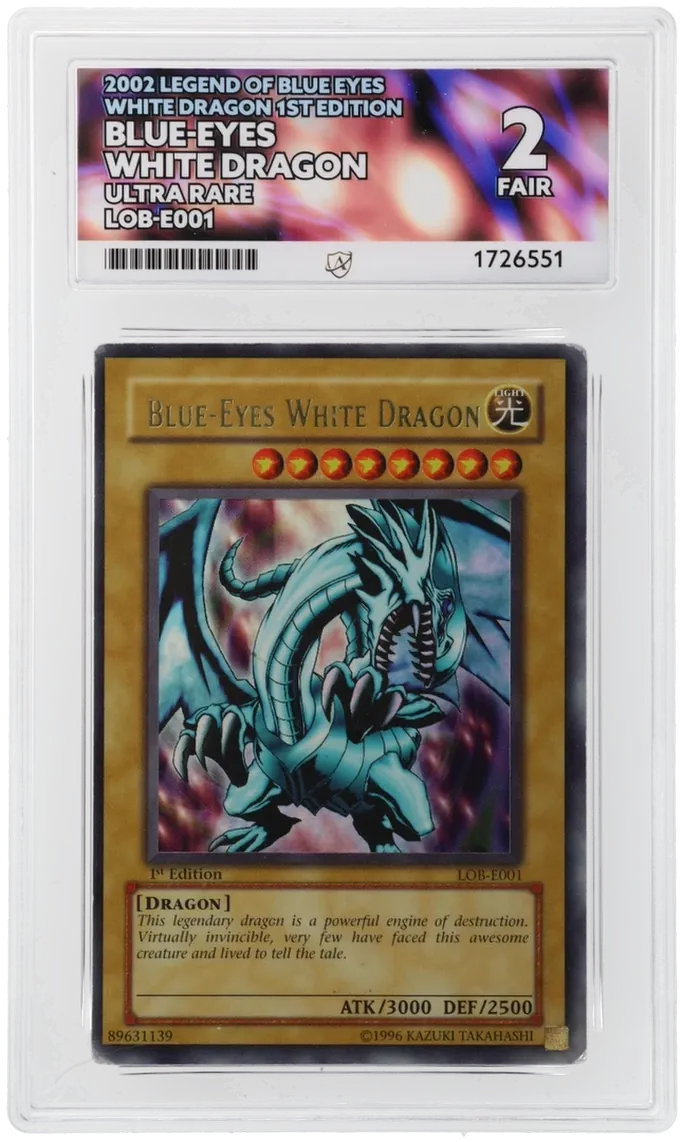 2002 LEGEND OF BLUE EYES
WHITE DRAGON 1ST EDITION
BLUE-EYES
WHITE DRAGON
ULTRA RARE
LOB-E001
2
FAIR
1726551
BLUE-EYES WHITE DRAGON
LIGHT
光
1st Edition
LOB-E001
[DRAGON]
This legendary dragon is a powerful engine of destruction.
Virtually invincible, very few have faced this awesome
creature and lived to tell the tale.
ATK/3000 DEF/2500
89631139
©1996 KAZUKI TAKAHASHI